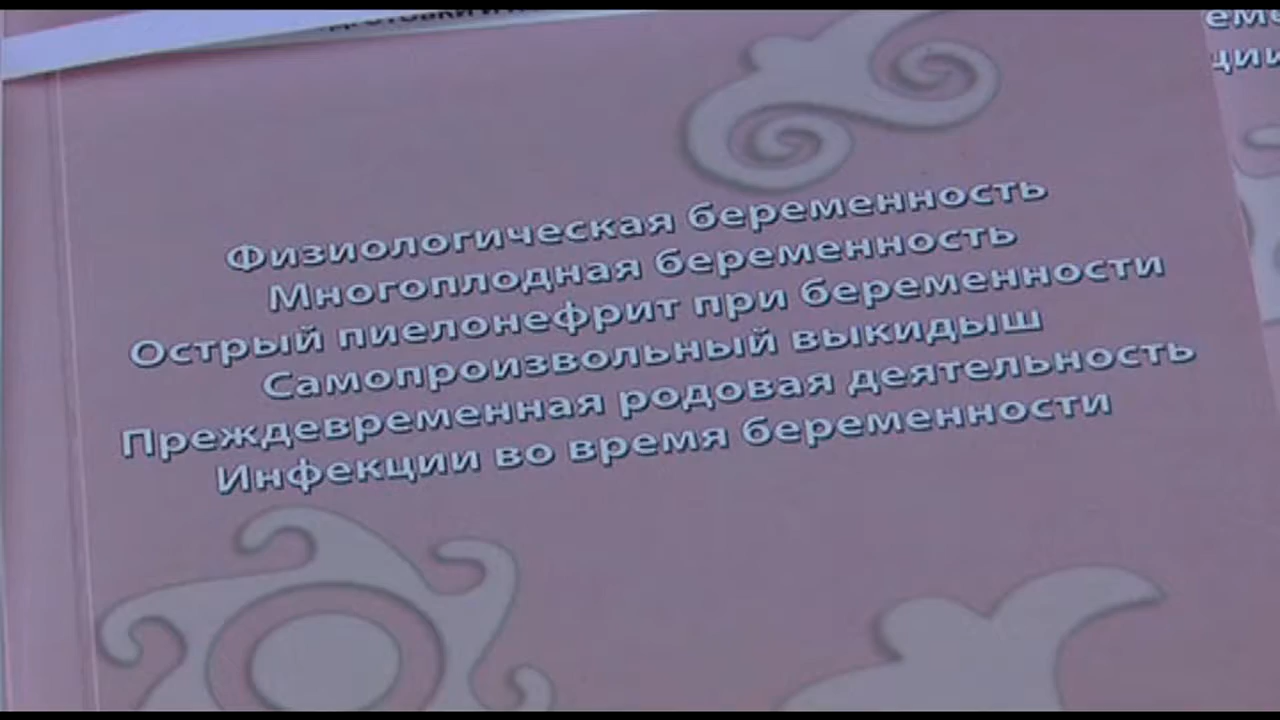 Физиологическая беременность
Многоплодная беременность
Острый пиелонефрит при беременности
Самопроизвольный выкидыш
Преждевременная родовая деятельность
Инфекции во время беременности